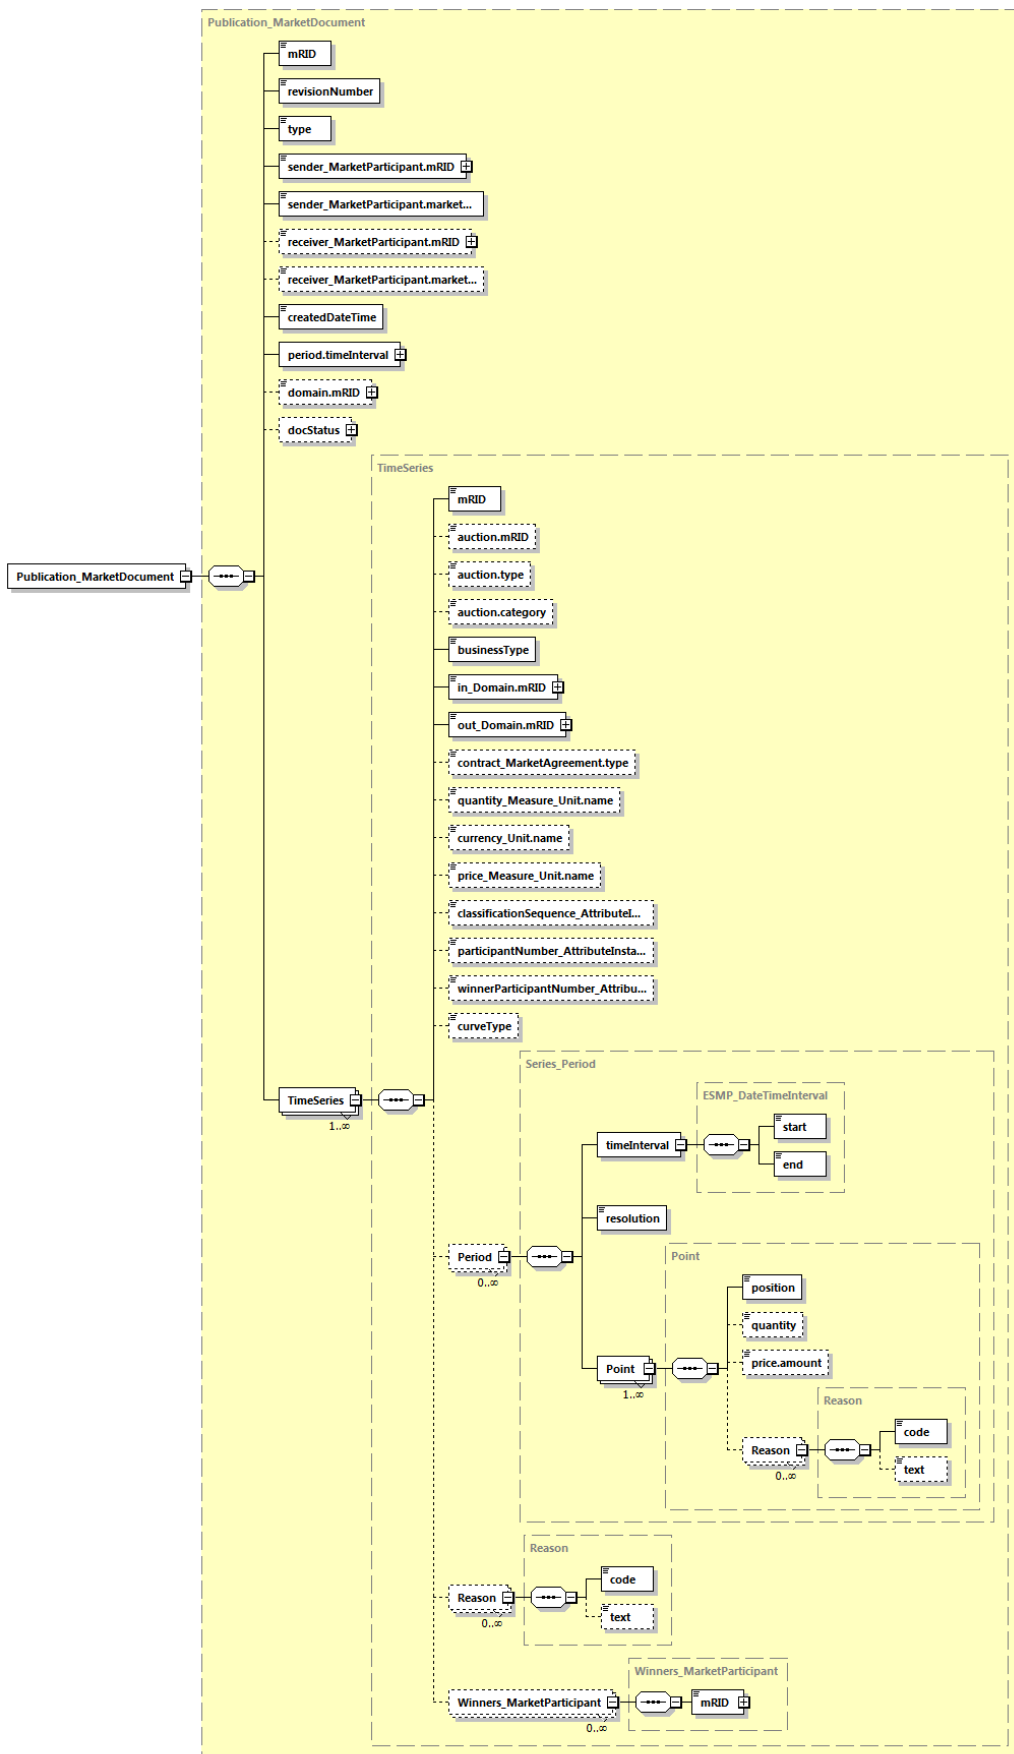 Publication_MarketDocument
mRID
revisionNumber
type
sender_MarketParticipant.mRID
sender_MarketParticipant.market...
receiver_MarketParticipant.mRID
receiver_MarketParticipant.market...
createdDateTime
period.timeInterval
domain.mRID
docStatus
TimeSeries
mRID
auction.mRID
Publication_MarketDocument
auction.type
auction.category
businessType
in_Domain.mRID
out_Domain.mRID
contract_MarketAgreement.type
quantity_Measure_Unit.name
currency_Unit.name
price_Measure_Unit.name
classificationSequence_AttributeI...
participantNumber_AttributeInsta...
winnerParticipantNumber_Attribu...
curveType
Series_Period
TimeSeries
1..∞
ESMP_DateTimeInterval
start
timeInterval
end
resolution
Period
0..∞
Point
position
quantity
price.amount
Point
1..∞
Reason
code
Reason
0..∞
text
Reason
code
Reason
0..∞
text
Winners_MarketParticipant
Winners_MarketParticipant
0..∞
mRID